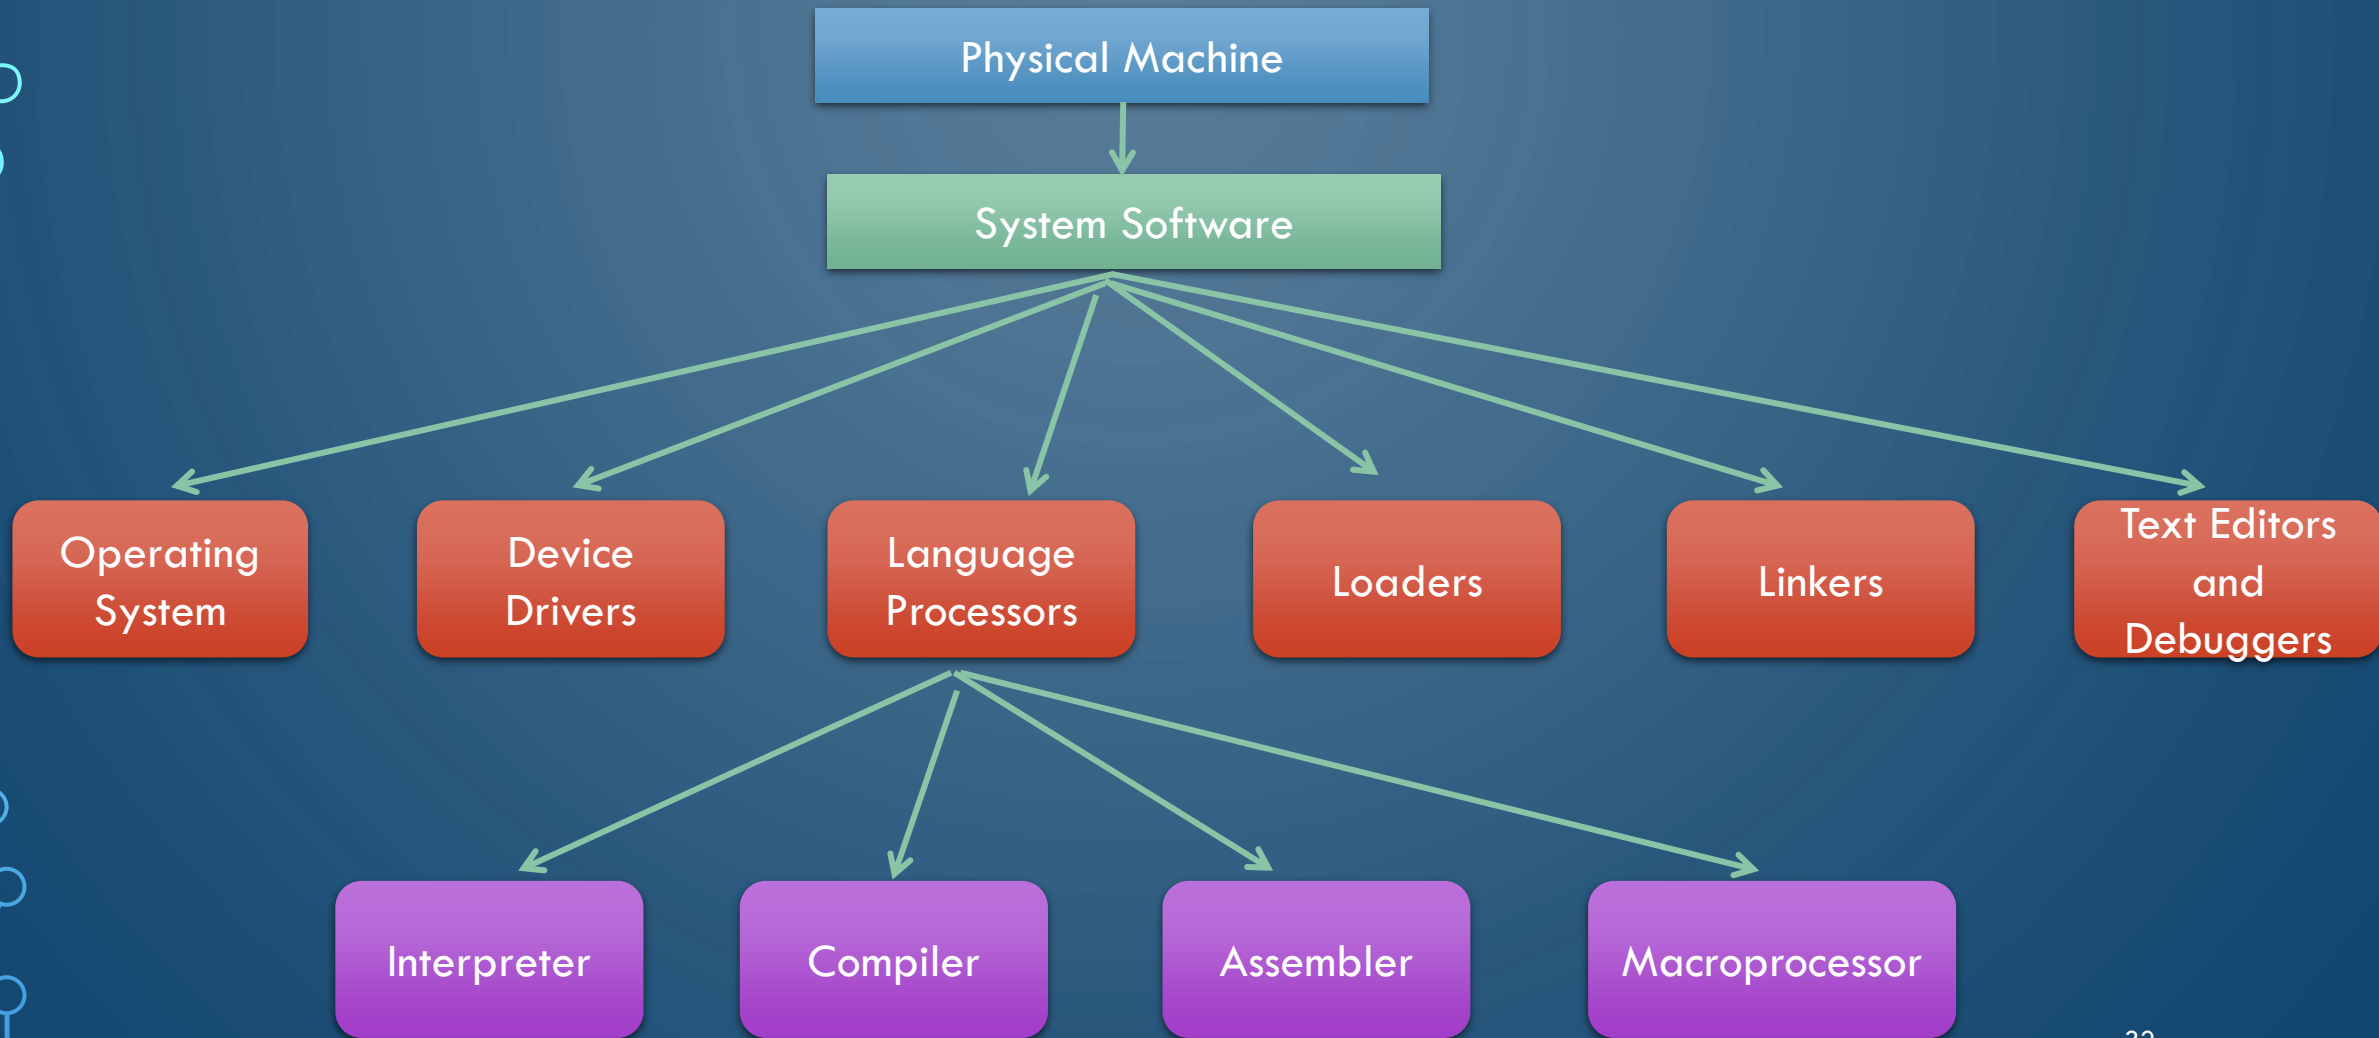 Physical Machine
System Software
Operating
System
Device
Drivers
Language
Processors
Loaders
Linkers
Text Editors
and
Debuggers
Interpreter
Compiler
Assembler
Macroprocessor